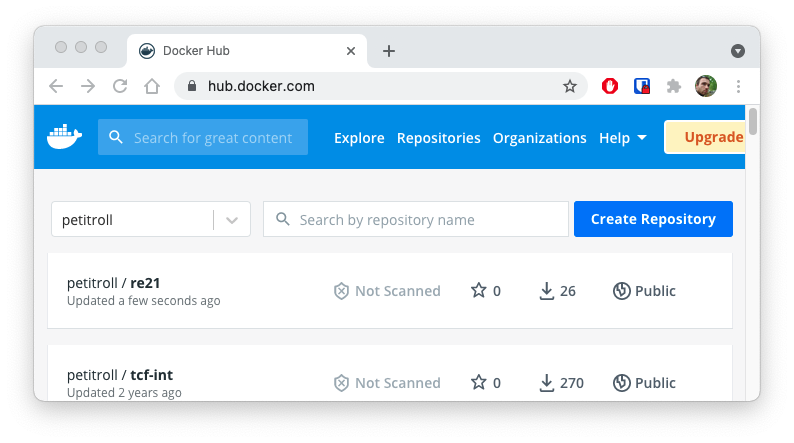 Docker Hub
hub.docker.com
Search for great content
Explore Repositories Organizations Help Upgrade
petitroll
Search by repository name
Create Repository
petitroll / re21
Updated a few seconds ago
Not Scanned
0
26
Public
petitroll / tcf-int
Updated 2 years ago
Not Scanned
0
270
Public